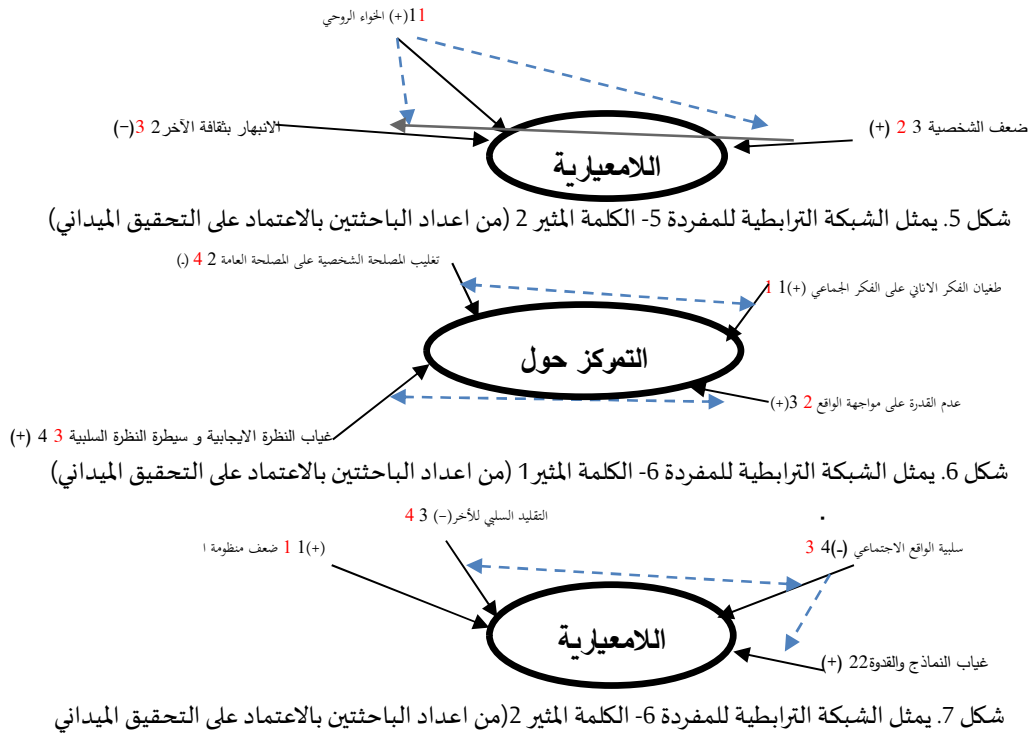 11(+) الخواء الروحي
ضعف الشخصية 3 2 (+)
الانبهار بثقافة الآخر 2 3(–)
اللامعيارية
شكل 5. يمثل الشبكة الترابطية للمفردة 5- الكلمة المثير 2 (من اعداد الباحثتين بالاعتماد على التحقيق الميداني)
تغليب المصلحة الشخصية على المصلحة العامة 2 4 (-)
طغيان الفكر الاناني على الفكر الجماعي (+)1 1
التمركز حول
عدم القدرة على مواجهة الواقع 2 3(+)
غياب النظرة الايجابية و سيطرة النظرة السلبية 3 4 (+)
شكل 6. يمثل الشبكة الترابطية للمفردة 6- الكلمة المثير1 (من اعداد الباحثتين بالاعتماد على التحقيق الميداني)
التقليد السلبي للأخر(–) 3 4
سلبية الواقع الاجتماعي (-)4 3
(+)1 1 ضعف منظومة ا
اللامعيارية
غياب النماذج والقدوة22 (+)
شكل 7. يمثل الشبكة الترابطية للمفردة 6- الكلمة المثير 2(من اعداد الباحثتين بالاعتماد على التحقيق الميداني